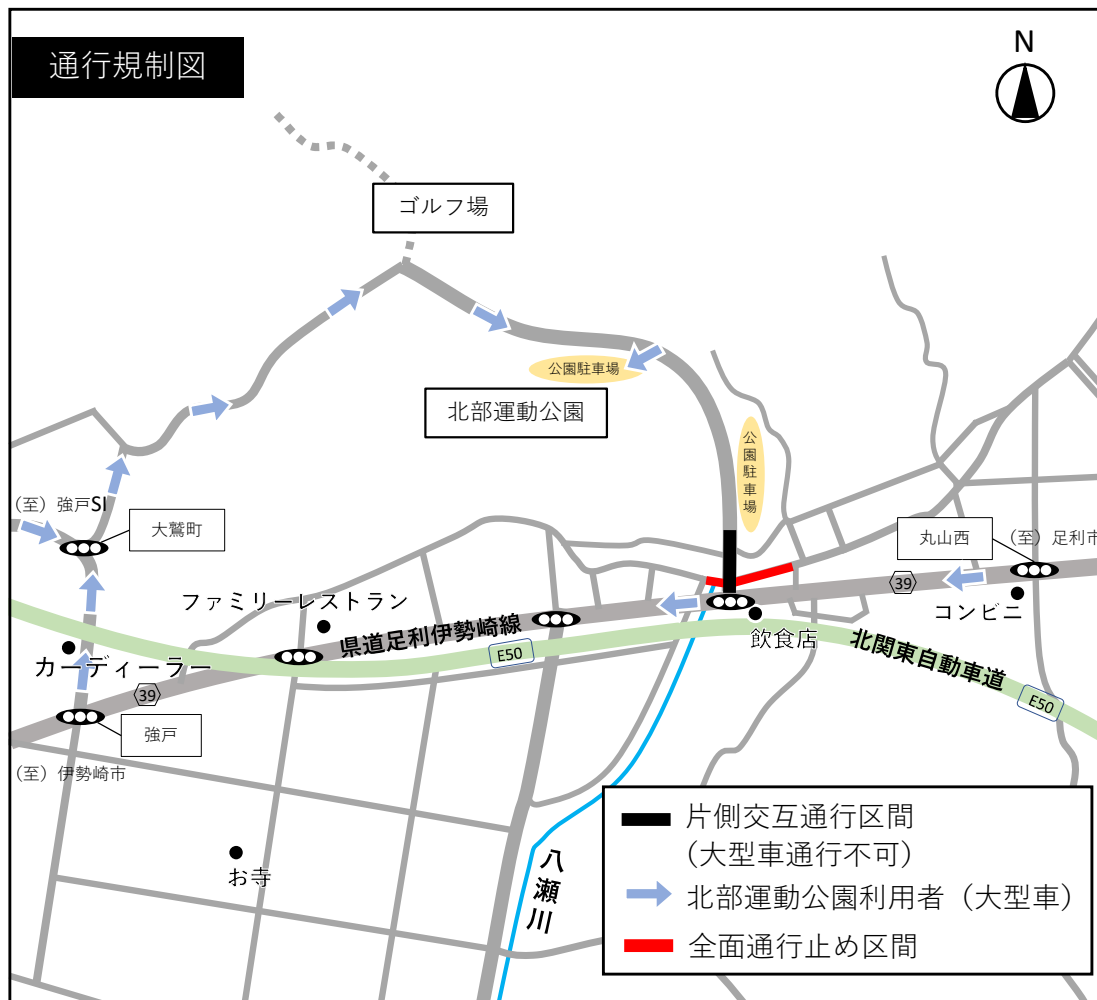 通行規制図
N
ゴルフ場
公園駐車場
北部運動公園
公園駐車場
(至) 強戸SI
大鷲町
丸山西
(至) 足利市
39
ファミリーレストラン
コンビニ
県道足利伊勢崎線
飲食店
E50
北関東自動車道
カーディーラー
39
E50
強戸
(至) 伊勢崎市
お寺
八瀬川
片側交互通行区間
(大型車通行不可)
北部運動公園利用者(大型車)
全面通行止め区間